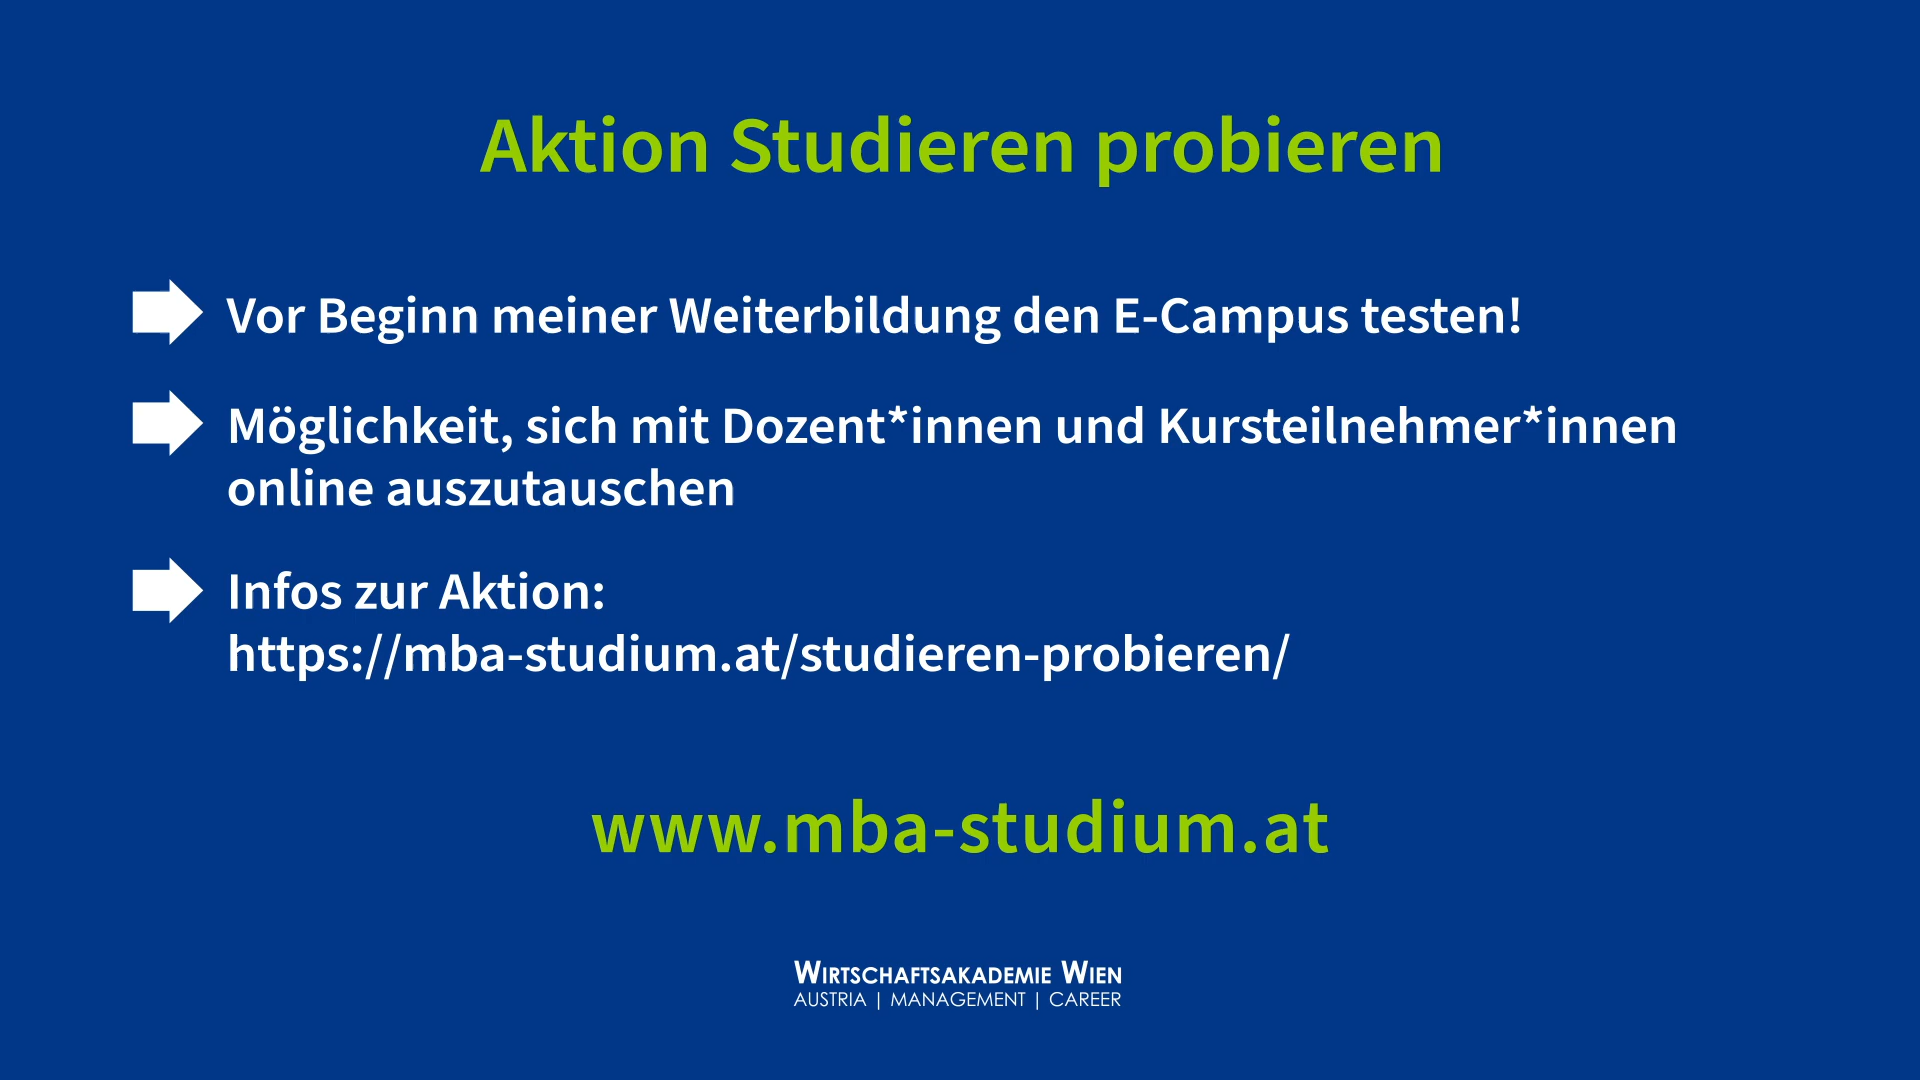 Aktion Studieren probieren
Vor Beginn meiner Weiterbildung den E-Campus testen!
Möglichkeit, sich mit Dozent*innen und Kursteilnehmer*innen
online auszutauschen
Infos zur Aktion:
https://mba-studium.at/studieren-probieren/
www.mba-studium.at
WIRTSCHAFTSAKADEMIE WIEN
AUSTRIA | MANAGEMENT | CAREER